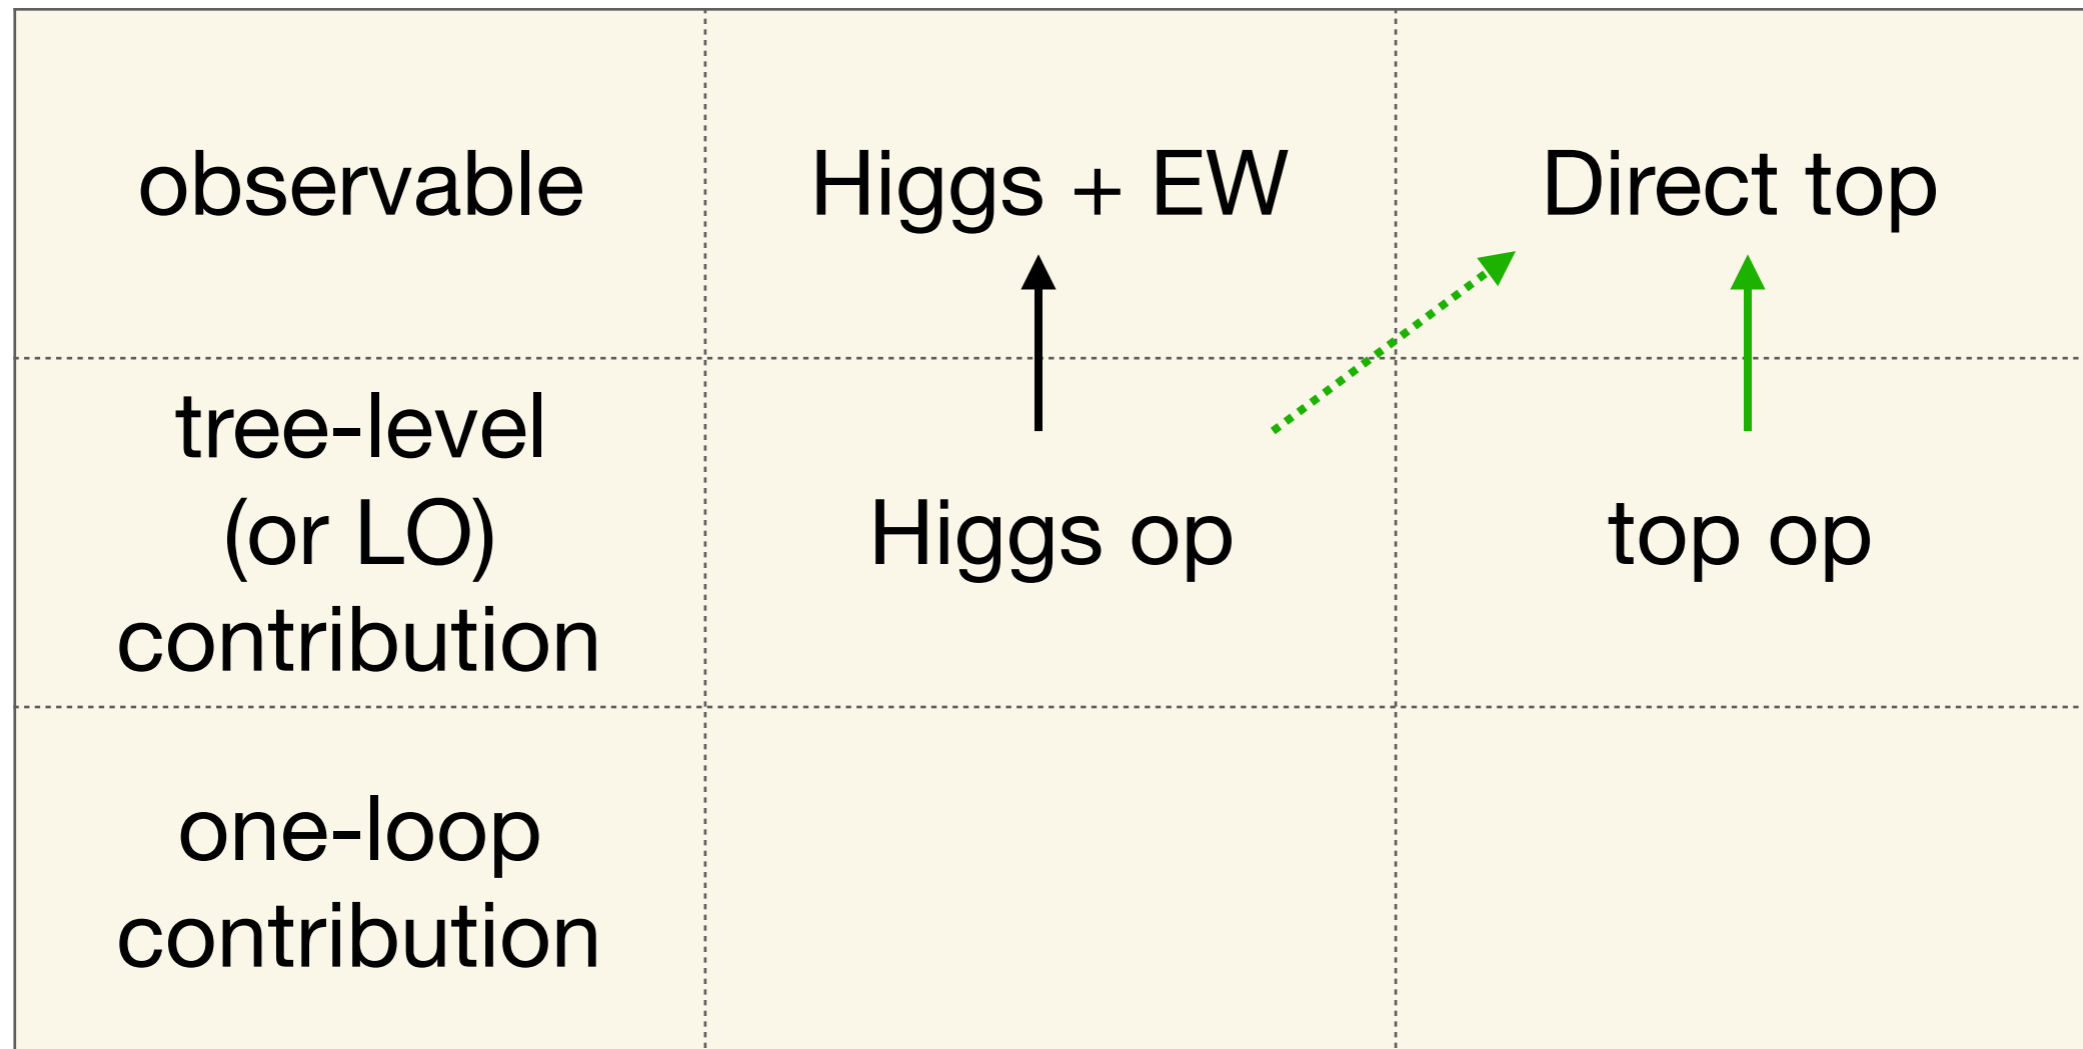 observable
Higgs + EW
Direct top
tree-level
(or LO)
contribution
Higgs op
top op
one-loop
contribution